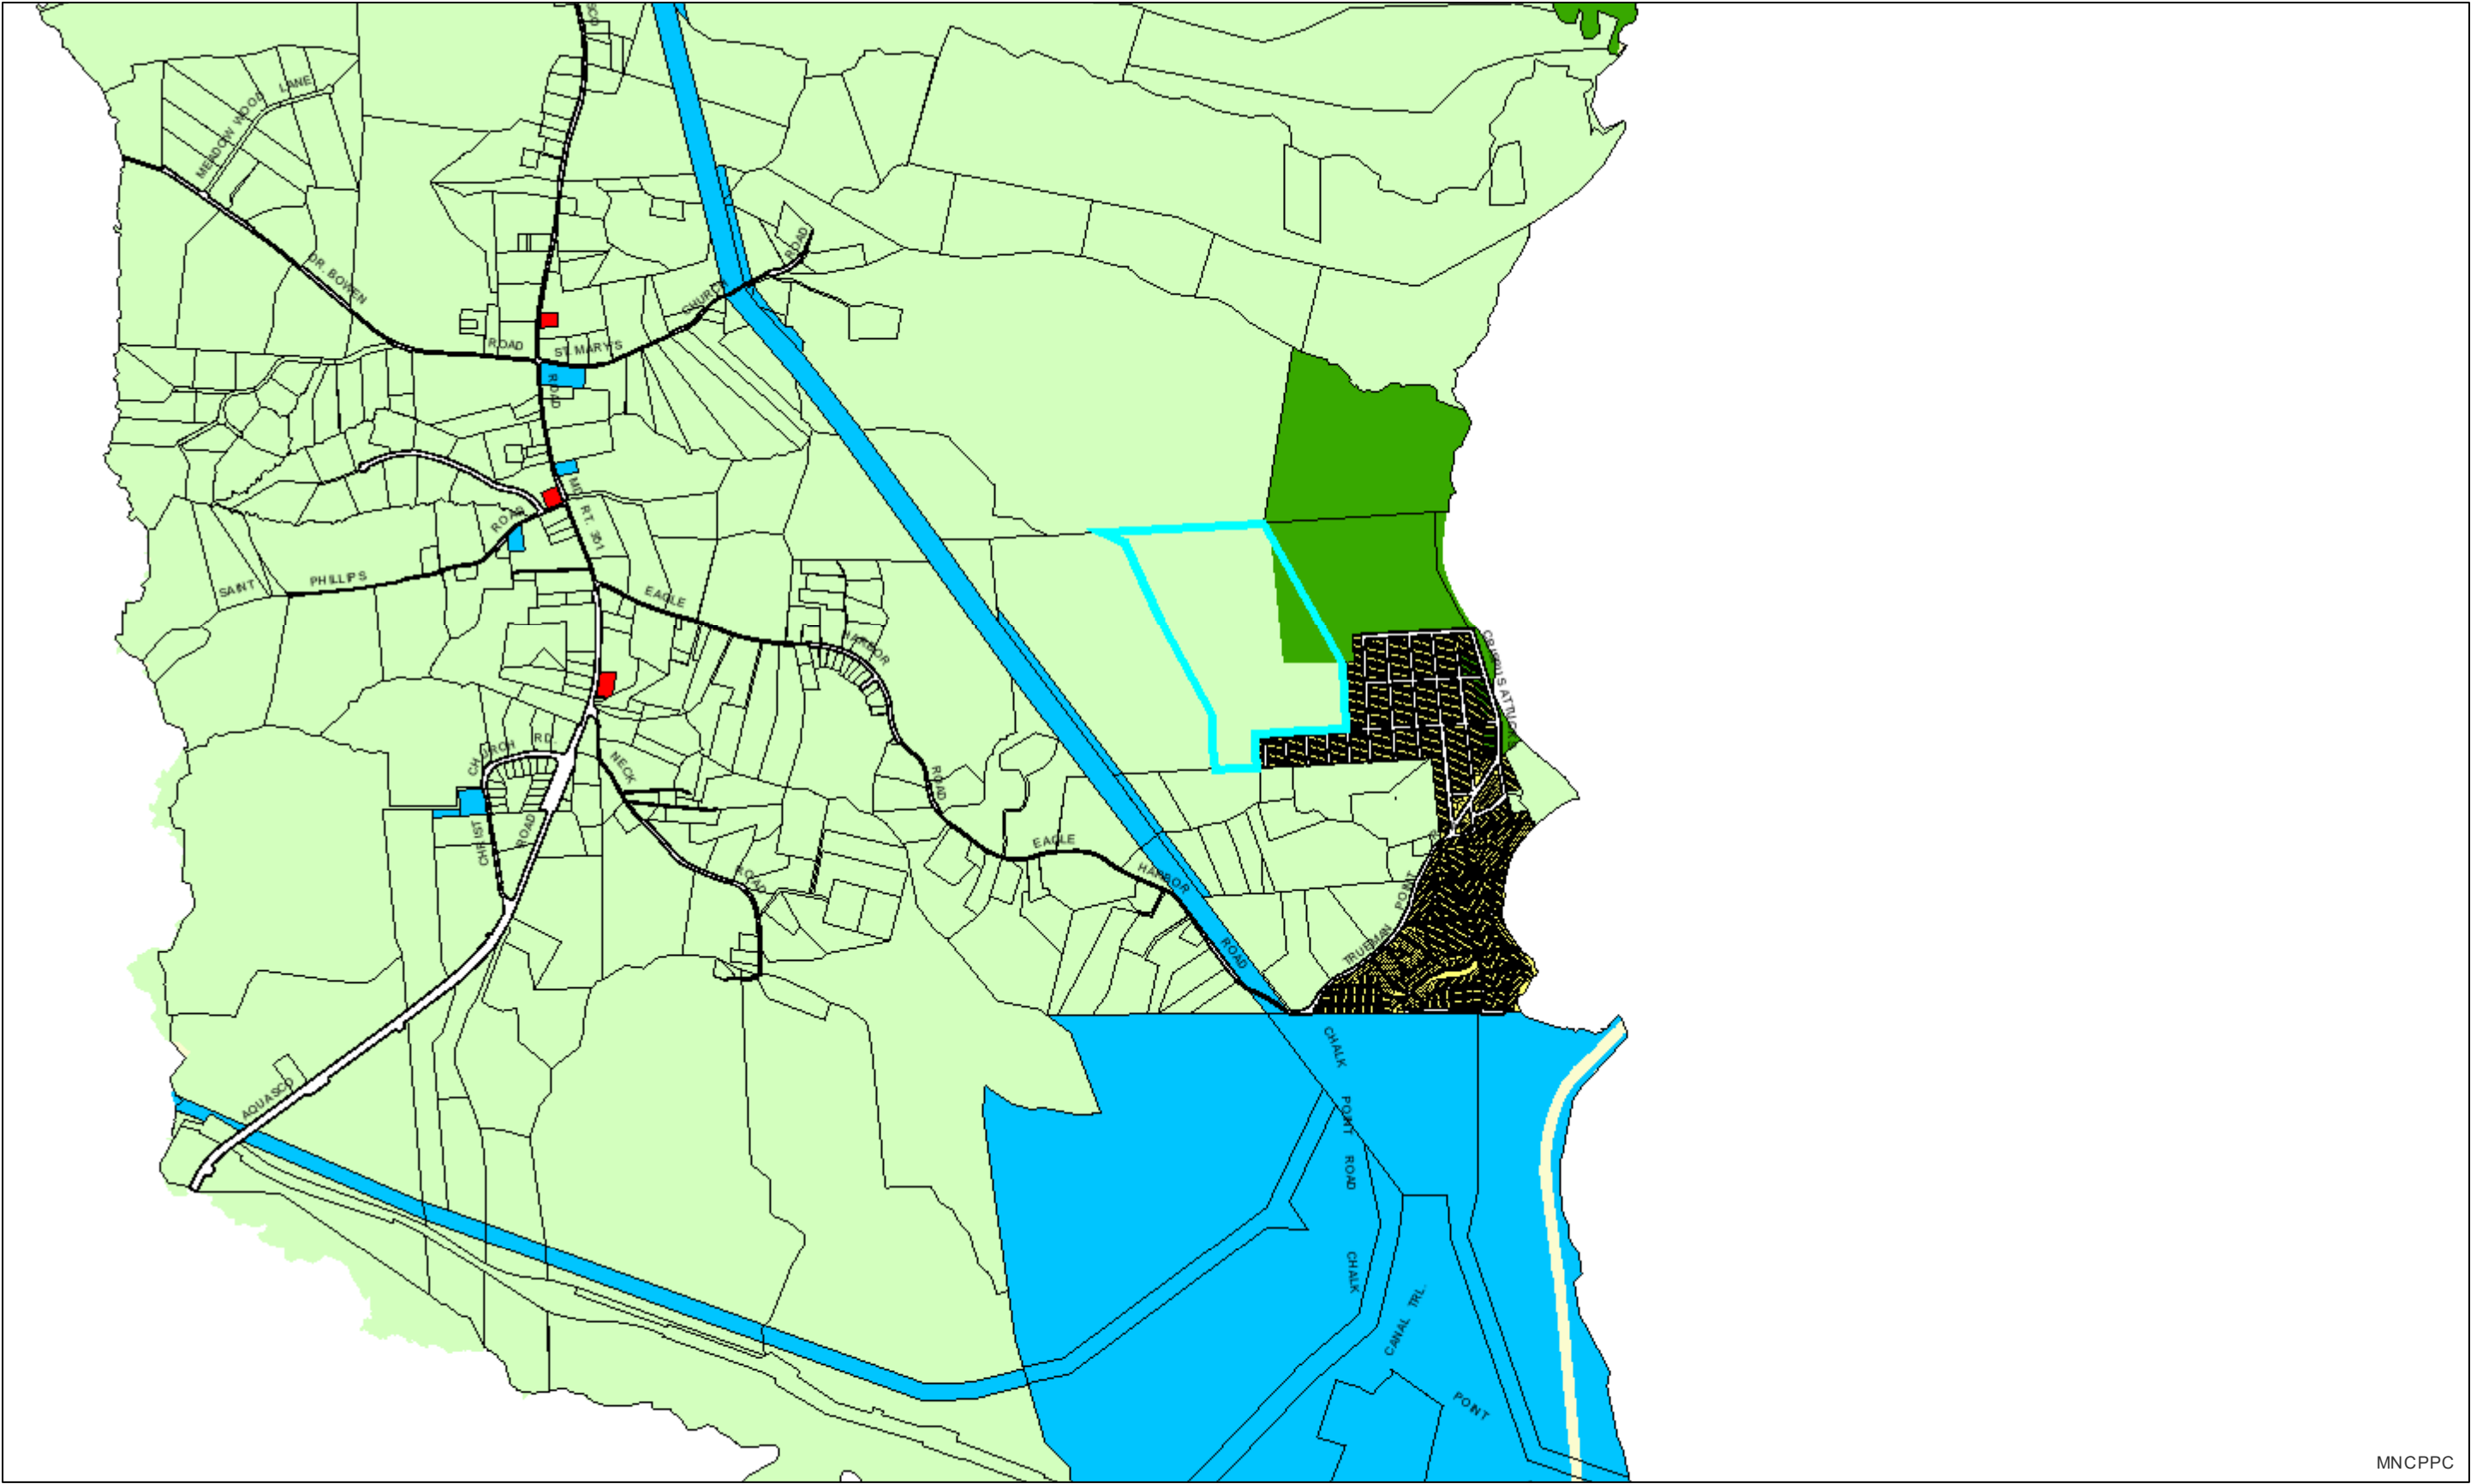 SCO
LANE
MEADOW WOOD
ROAD
DR. BOWEN
CHURCH
ROAD
ST. MARY'S
ROAD
MD. RT. 381
ROAD
SAINT
PHILLIPS
EAGLE
HARBOR
CHURCH RD.
NECK
ROAD
CHRIST
ROAD
ROAD
EAGLE
HARBOR
ROAD
POINT
TRUEMAN
CHALK
POINT
ROAD
CHALK
AQUASCO
CANAL TRL.
POINT
MNCPPC